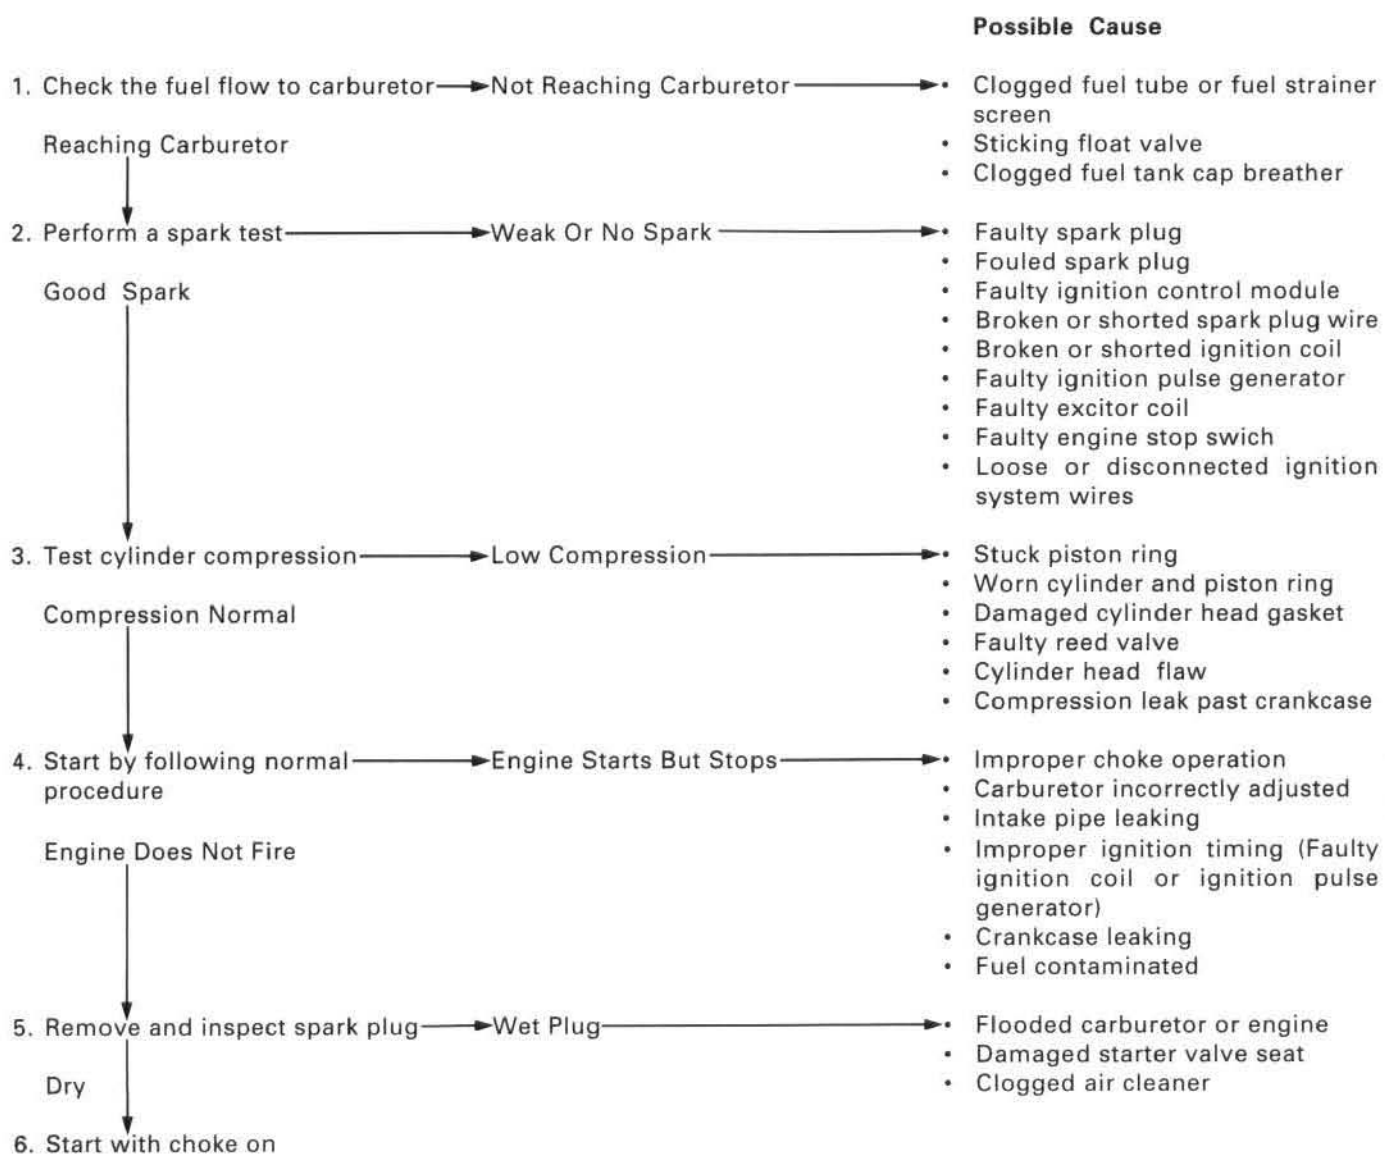 Possible Cause
1. Check the fuel flow to carburetor Not Reaching Carburetor • Clogged fuel tube or fuel strainer
screen
Reaching Carburetor • Sticking float valve
• Clogged fuel tank cap breather
2. Perform a spark test Weak Or No Spark • Faulty spark plug
• Fouled spark plug
Good Spark • Faulty ignition control module
• Broken or shorted spark plug wire
• Broken or shorted ignition coil
• Faulty ignition pulse generator
• Faulty excitor coil
• Faulty engine stop swich
• Loose or disconnected ignition
system wires
3. Test cylinder compression Low Compression • Stuck piston ring
• Worn cylinder and piston ring
Compression Normal • Damaged cylinder head gasket
• Faulty reed valve
• Cylinder head flaw
• Compression leak past crankcase
4. Start by following normal Engine Starts But Stops • Improper choke operation
procedure • Carburetor incorrectly adjusted
• Intake pipe leaking
Engine Does Not Fire • Improper ignition timing (Faulty
ignition coil or ignition pulse
generator)
• Crankcase leaking
• Fuel contaminated
5. Remove and inspect spark plug Wet Plug • Flooded carburetor or engine
• Damaged starter valve seat
Dry • Clogged air cleaner
6. Start with choke on